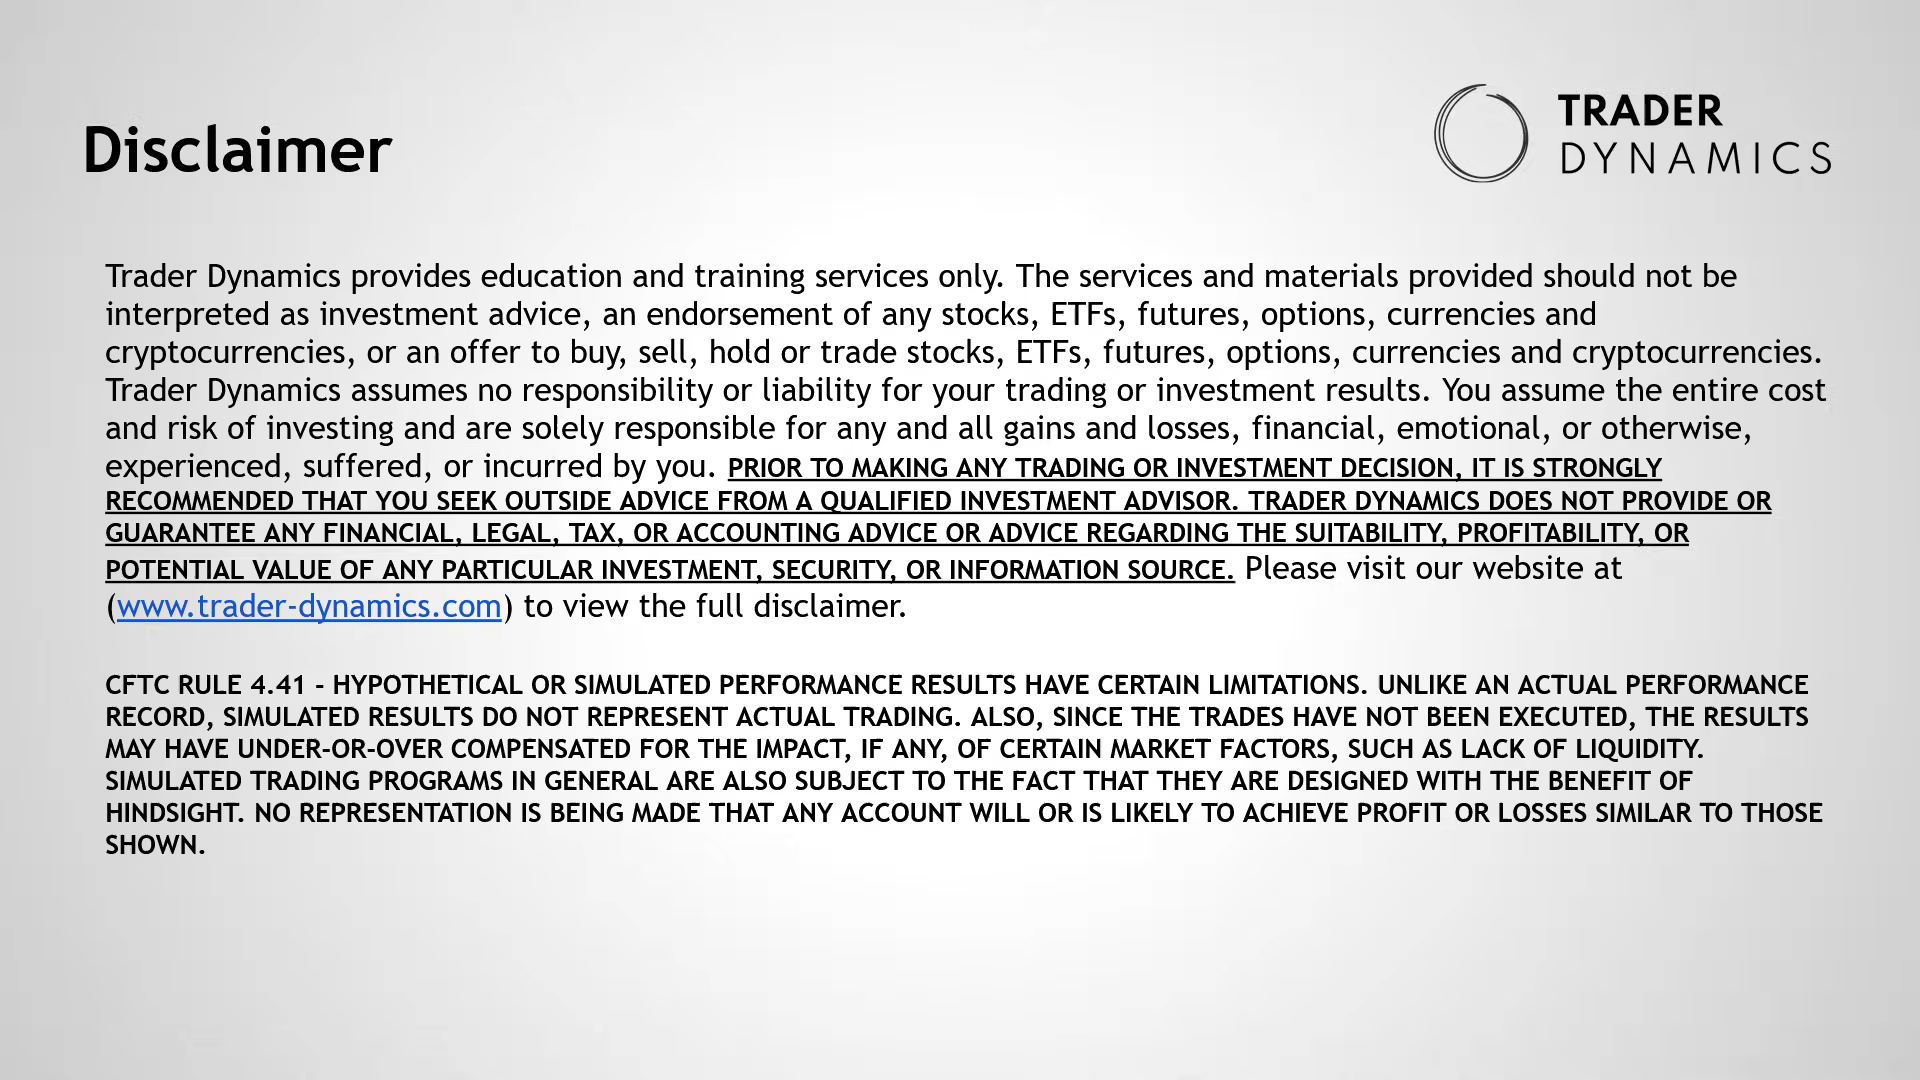 TRADER
DYNAMICS
Disclaimer
Trader Dynamics provides education and training services only. The services and materials provided should not be
interpreted as investment advice, an endorsement of any stocks, ETFs, futures, options, currencies and
cryptocurrencies, or an offer to buy, sell, hold or trade stocks, ETFs, futures, options, currencies and cryptocurrencies.
Trader Dynamics assumes no responsibility or liability for your trading or investment results. You assume the entire cost
and risk of investing and are solely responsible for any and all gains and losses, financial, emotional, or otherwise,
experienced, suffered, or incurred by you. PRIOR TO MAKING ANY TRADING OR INVESTMENT DECISION, IT IS STRONGLY
RECOMMENDED THAT YOU SEEK OUTSIDE ADVICE FROM A QUALIFIED INVESTMENT ADVISOR. TRADER DYNAMICS DOES NOT PROVIDE OR
GUARANTEE ANY FINANCIAL, LEGAL, TAX, OR ACCOUNTING ADVICE OR ADVICE REGARDING THE SUITABILITY, PROFITABILITY, OR
POTENTIAL VALUE OF ANY PARTICULAR INVESTMENT, SECURITY, OR INFORMATION SOURCE. Please visit our website at
(www.trader-dynamics.com) to view the full disclaimer.
CFTC RULE 4.41 - HYPOTHETICAL OR SIMULATED PERFORMANCE RESULTS HAVE CERTAIN LIMITATIONS. UNLIKE AN ACTUAL PERFORMANCE
RECORD, SIMULATED RESULTS DO NOT REPRESENT ACTUAL TRADING. ALSO, SINCE THE TRADES HAVE NOT BEEN EXECUTED, THE RESULTS
MAY HAVE UNDER-OR-OVER COMPENSATED FOR THE IMPACT, IF ANY, OF CERTAIN MARKET FACTORS, SUCH AS LACK OF LIQUIDITY.
SIMULATED TRADING PROGRAMS IN GENERAL ARE ALSO SUBJECT TO THE FACT THAT THEY ARE DESIGNED WITH THE BENEFIT OF
HINDSIGHT. NO REPRESENTATION IS BEING MADE THAT ANY ACCOUNT WILL OR IS LIKELY TO ACHIEVE PROFIT OR LOSSES SIMILAR TO THOSE
SHOWN.